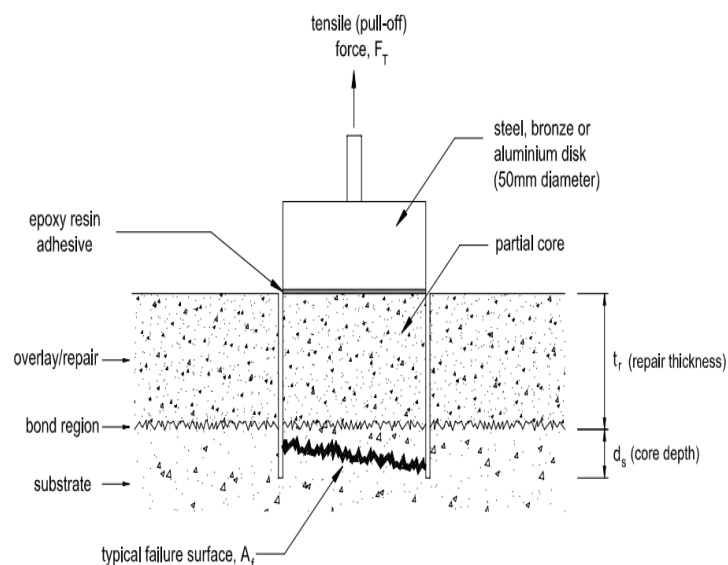 tensile (pull-off)
force, F_T
steel, bronze or
aluminium disk
(50mm diameter)
epoxy resin
adhesive
partial core
overlay/repair
t_r (repair thickness)
bond region
d_s (core depth)
substrate
typical failure surface, A_f